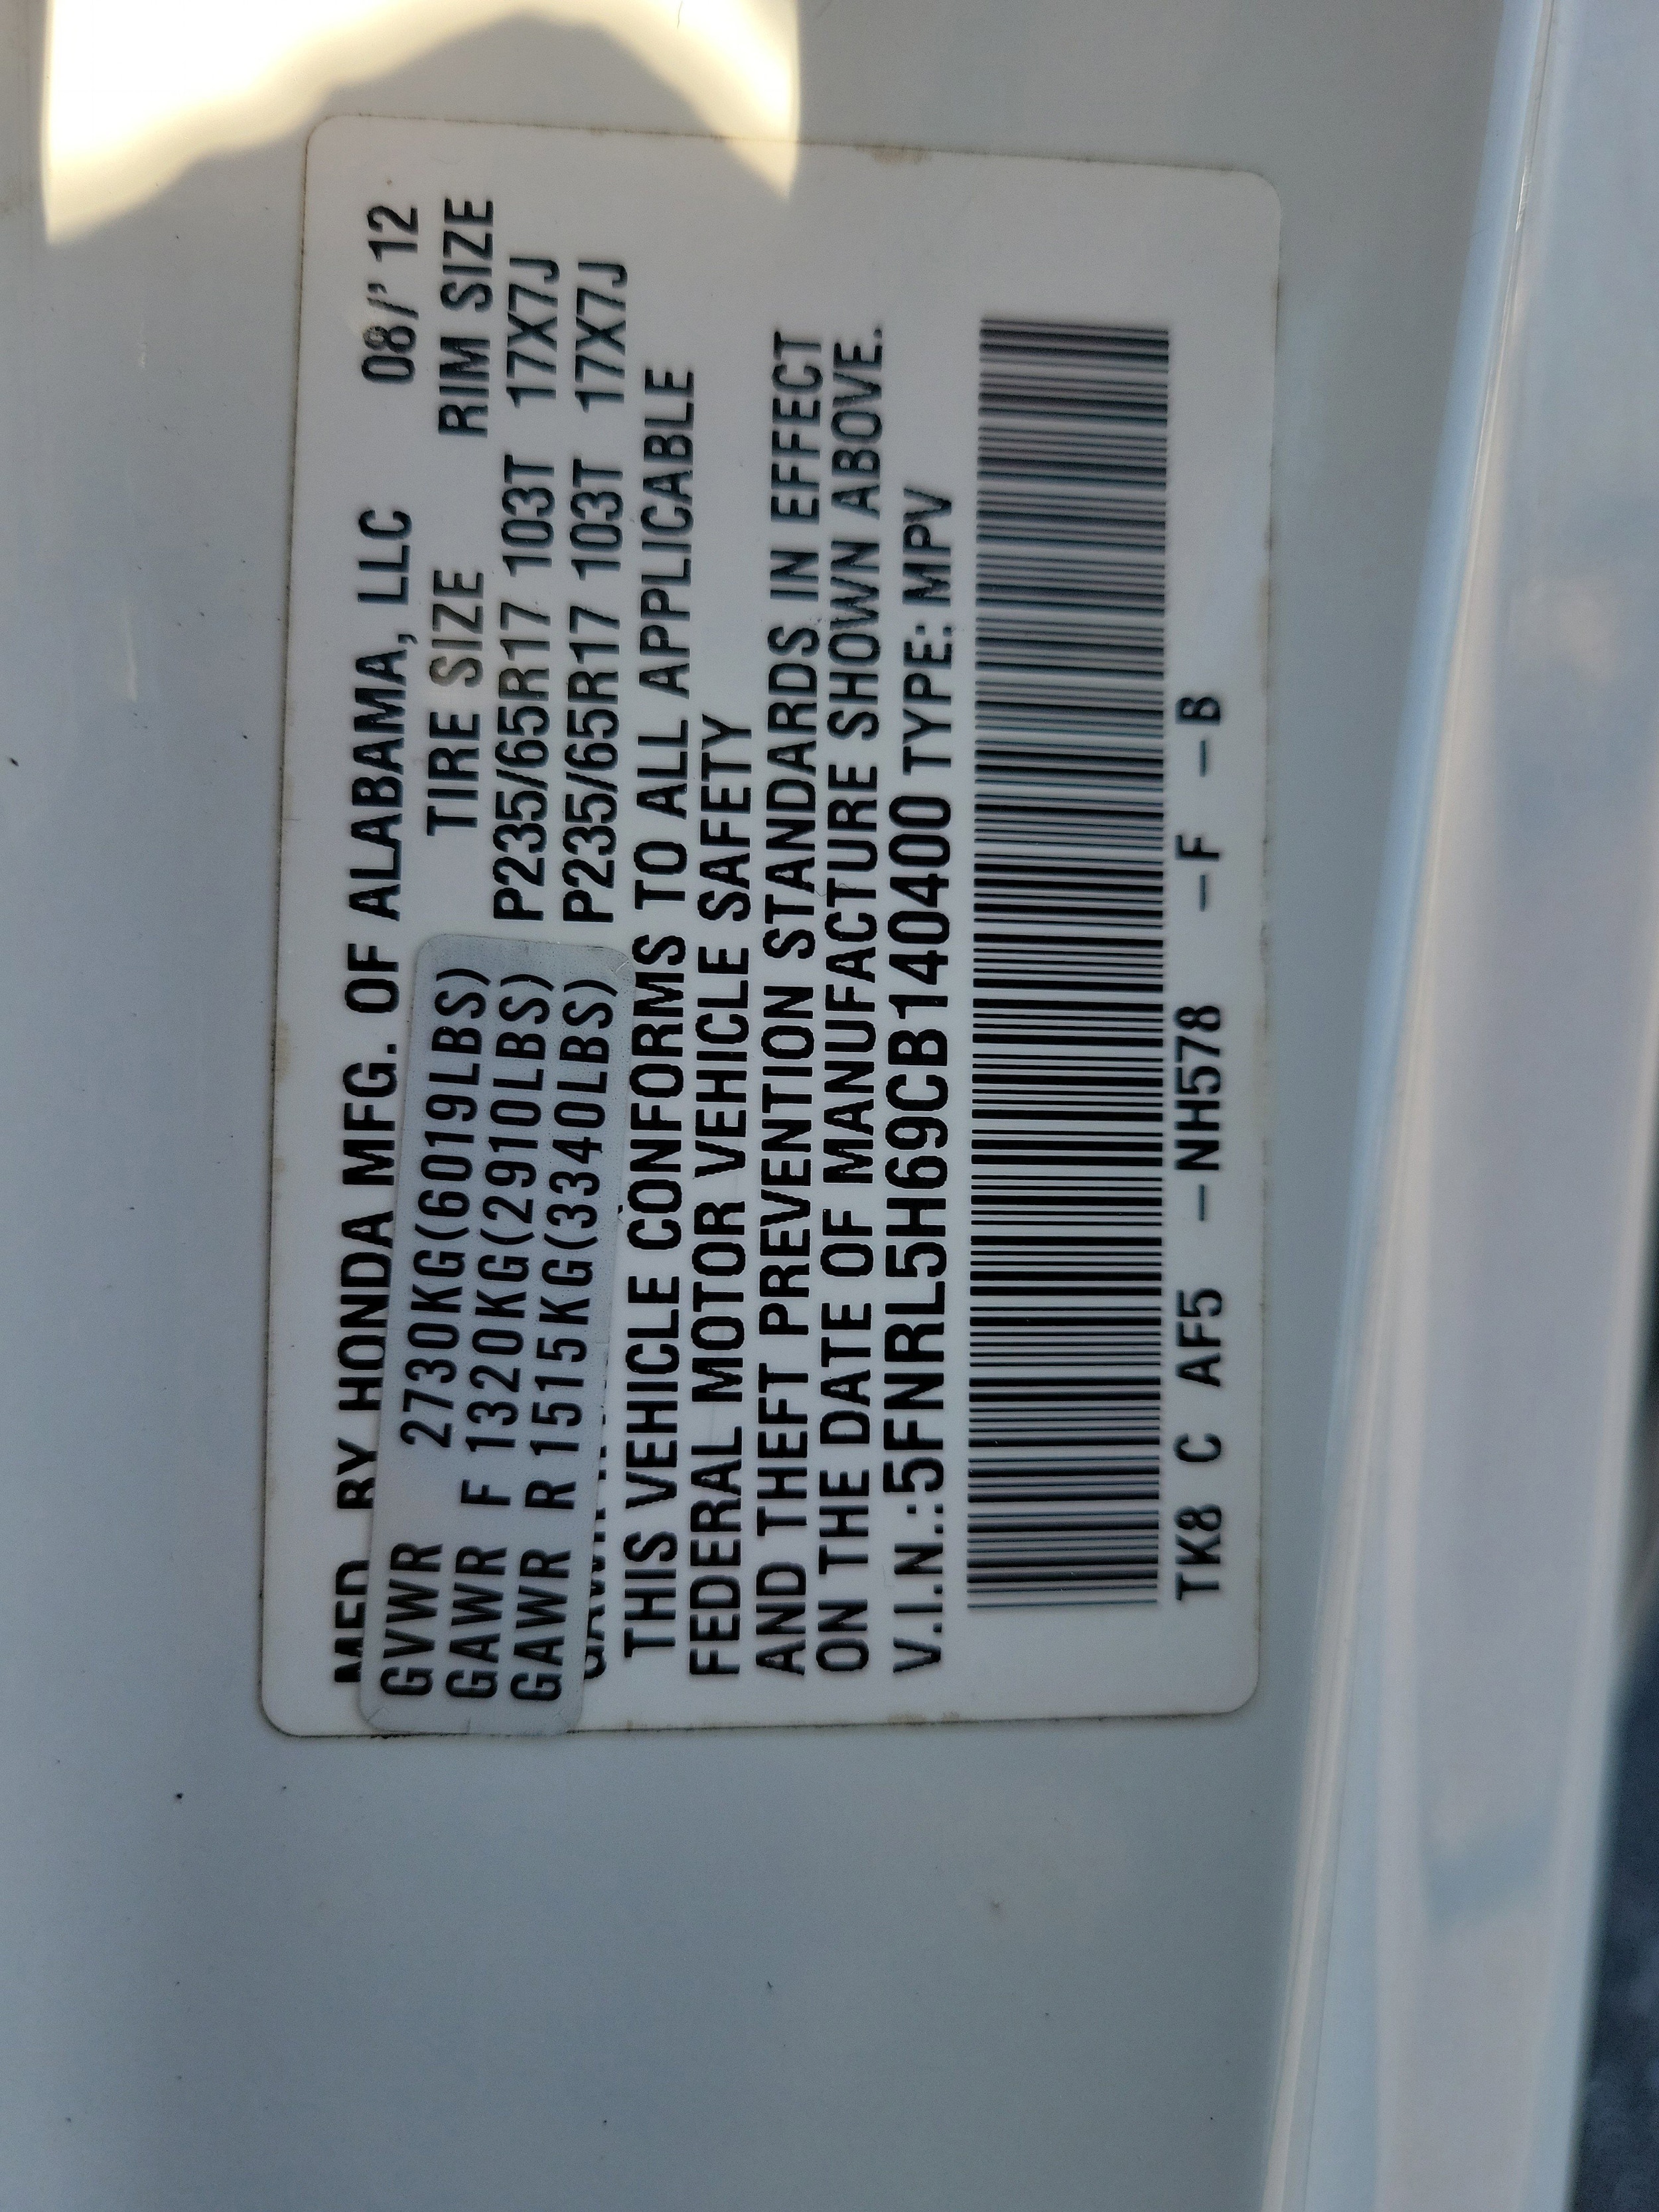 MFD. BY HONDA MFG. OF ALABAMA, LLC 08/' 12
TIRE SIZE RIM SIZE
GVWR 2730KG(6019LBS)
GAWR F 1320KG(2910LBS) P235/65R17 103T 17X7J
GAWR R 1515KG(3340LBS) P235/65R17 103T 17X7J
THIS VEHICLE CONFORMS TO ALL APPLICABLE
FEDERAL MOTOR VEHICLE SAFETY
AND THEFT PREVENTION STANDARDS IN EFFECT
ON THE DATE OF MANUFACTURE SHOWN ABOVE.
V.I.N.:5FNRL5H69CB140400 TYPE: MPV
TK8 C AF5 -NH578 -F -B